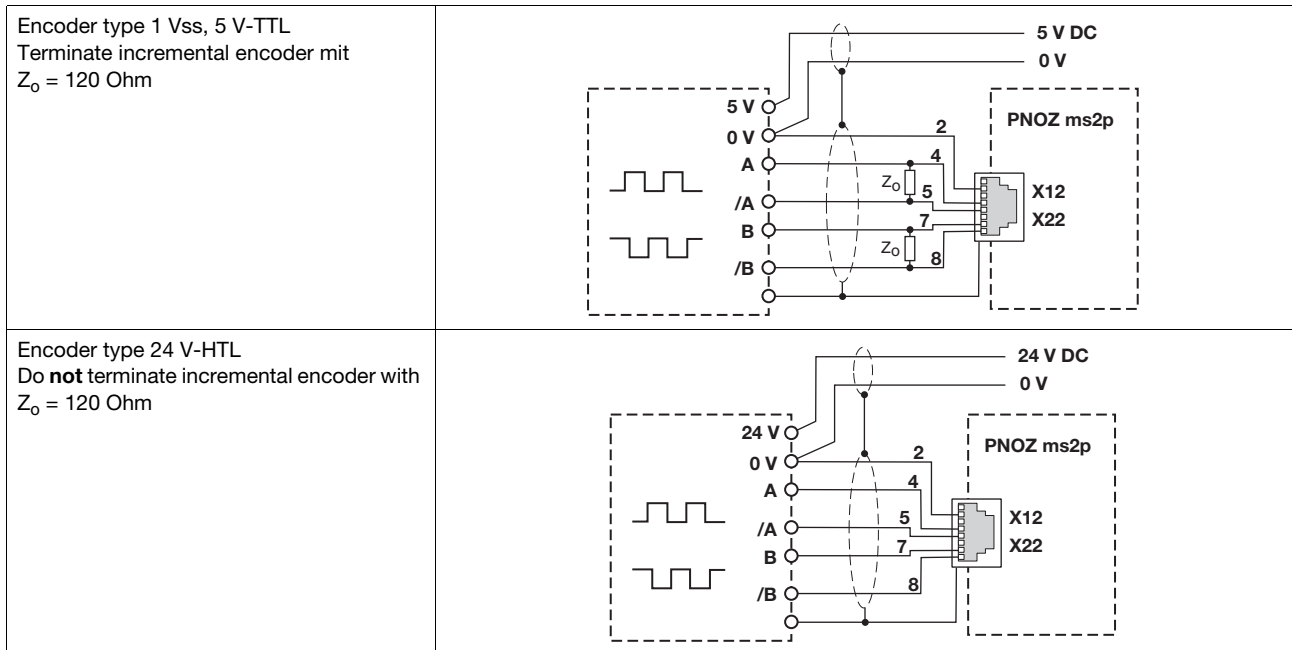 Encoder type 1 Vss, 5 V-TTL
Terminate incremental encoder mit
Zo = 120 Ohm
5 V DC
0 V
5 V
0 V
A
/A
B
/B
2
4
Zo
5
7
Zo
8
PNOZ ms2p
X12
X22
Encoder type 24 V-HTL
Do not terminate incremental encoder with
Zo = 120 Ohm
24 V DC
0 V
24 V
0 V
A
/A
B
/B
2
4
5
7
8
PNOZ ms2p
X12
X22